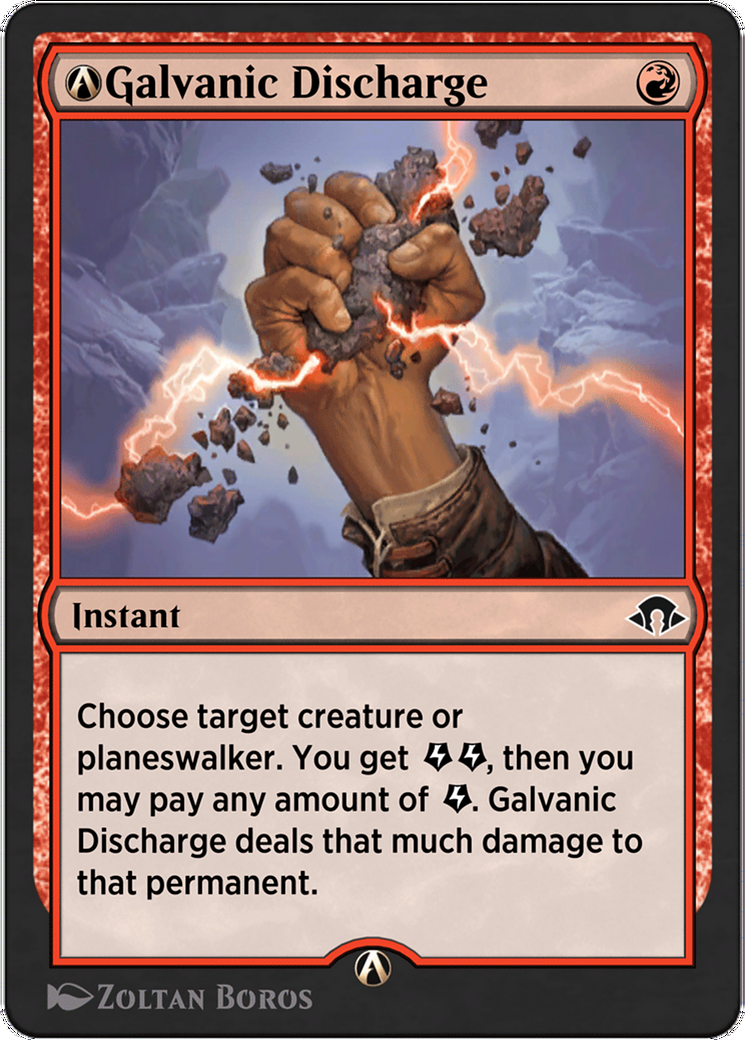 Galvanic Discharge
Instant
Choose target creature or
planeswalker. You get , then you
may pay any amount of . Galvanic
Discharge deals that much damage to
that permanent.
Zoltan Boros